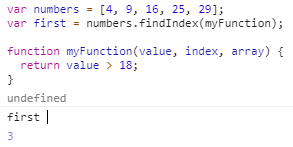 var numbers = [4, 9, 16, 25, 29];
var first = numbers.findIndex(myFunction);
function myFunction(value, index, array) {
  return value > 18;
}
undefined
first
3